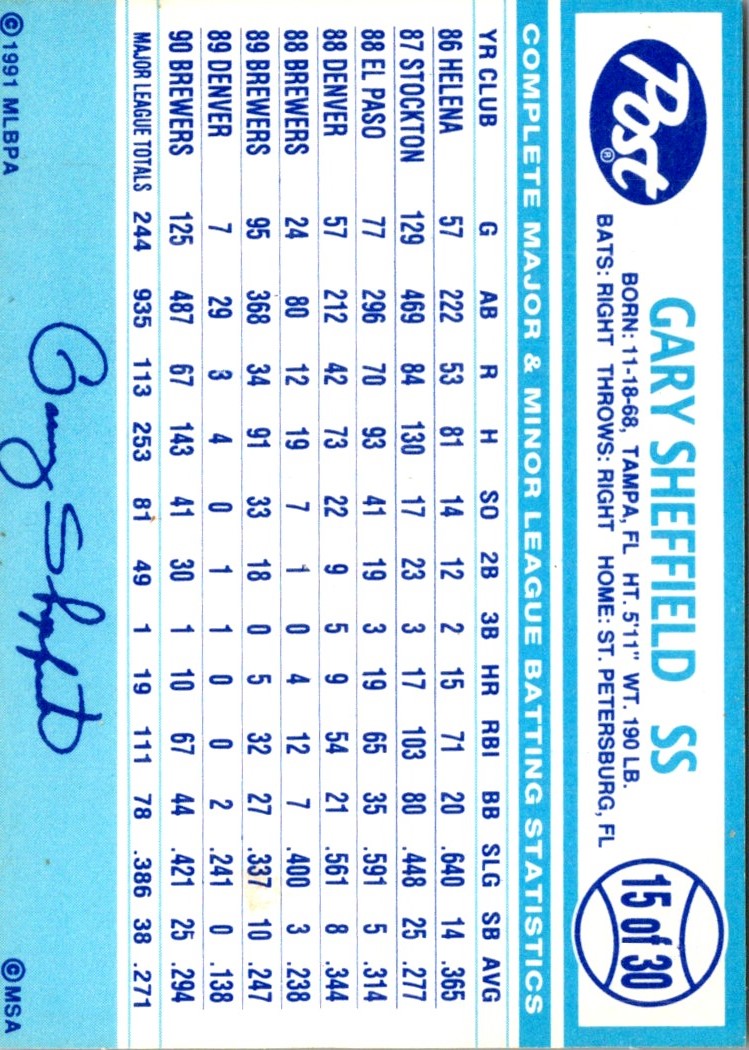 Post®
GARY SHEFFIELD SS
BORN: 11-18-68, TAMPA, FL HT. 5'11" WT. 190 LB.
BATS: RIGHT THROWS: RIGHT HOME: ST. PETERSBURG, FL
15 of 30
COMPLETE MAJOR & MINOR LEAGUE BATTING STATISTICS
YR CLUB G AB R H SO 2B 3B HR RBI BB SLG SB AVG
86 HELENA 57 222 53 81 14 12 2 15 71 20 .640 14 .365
87 STOCKTON 129 469 84 130 17 23 3 17 103 80 .448 25 .277
88 EL PASO 77 296 70 93 41 19 3 19 65 35 .591 5 .314
88 DENVER 57 212 42 73 22 9 5 9 54 21 .561 8 .344
88 BREWERS 24 80 12 19 7 1 0 4 12 7 .400 3 .238
89 BREWERS 95 368 34 91 33 18 0 5 32 27 .337 10 .247
89 DENVER 7 29 3 4 0 1 1 0 0 2 .241 0 .138
90 BREWERS 125 487 67 143 41 30 1 10 67 44 .421 25 .294
MAJOR LEAGUE TOTALS 244 935 113 253 81 49 1 19 111 78 .386 38 .271
Gary Sheffield
©1991 MLBPA
©MSA